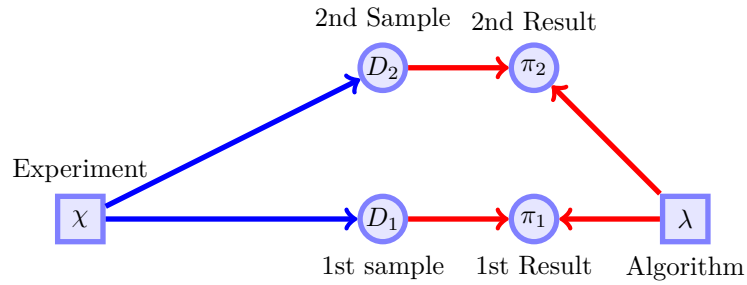 2nd Sample
2nd Result
D₂
π₂
Experiment
χ
D₁
π₁
λ
1st sample
1st Result
Algorithm